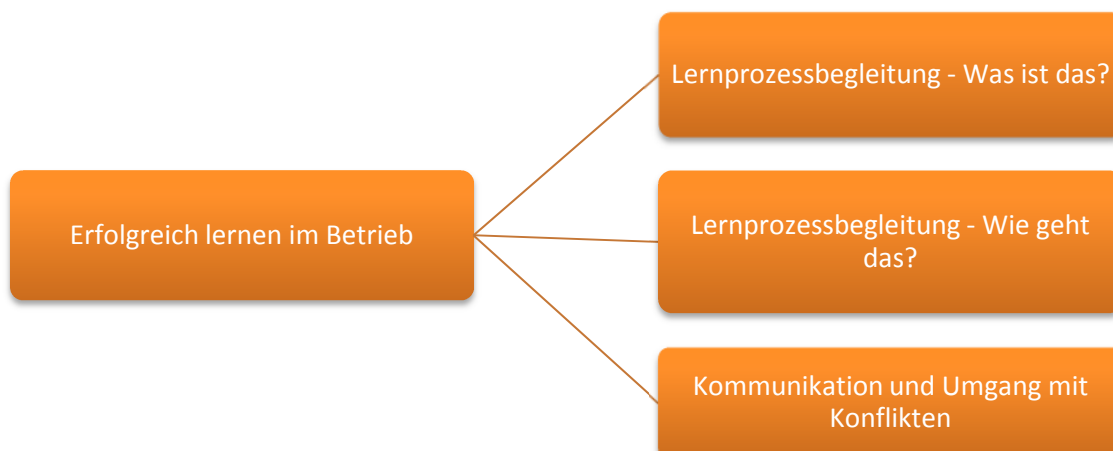 Lernprozessbegleitung - Was ist das?
Erfolgreich lernen im Betrieb
Lernprozessbegleitung - Wie geht
das?
Kommunikation und Umgang mit
Konflikten